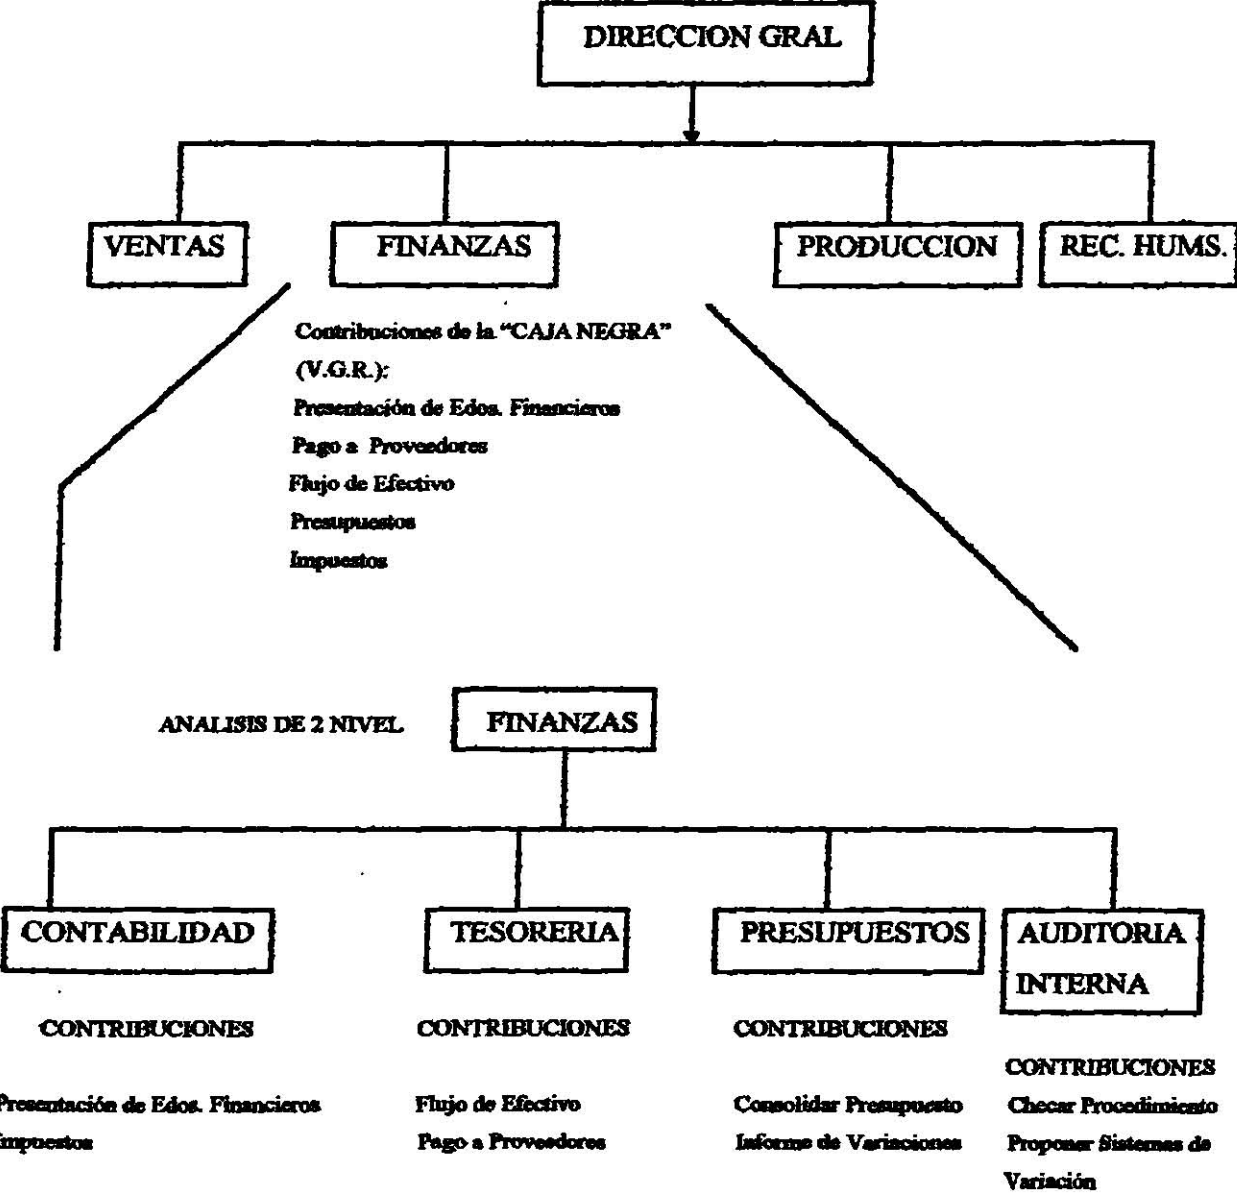 DIRECCION GRAL
VENTAS
FINANZAS
PRODUCCION
REC. HUMS.
Contribuciones de la “CAJA NEGRA”
(V.G.R.):
Presentación de Edos. Financieros
Pago a Proveedores
Flujo de Efectivo
Presupuestos
Impuestos
ANALISIS DE 2 NIVEL
FINANZAS
CONTABILIDAD
TESORERIA
PRESUPUESTOS
AUDITORIA
INTERNA
CONTRIBUCIONES
Presentación de Edos. Financieros
Impuestos
CONTRIBUCIONES
Flujo de Efectivo
Pago a Proveedores
CONTRIBUCIONES
Consolidar Presupuesto
Informe de Variaciones
CONTRIBUCIONES
Checar Procedimiento
Proponer Sistemas de
Variación